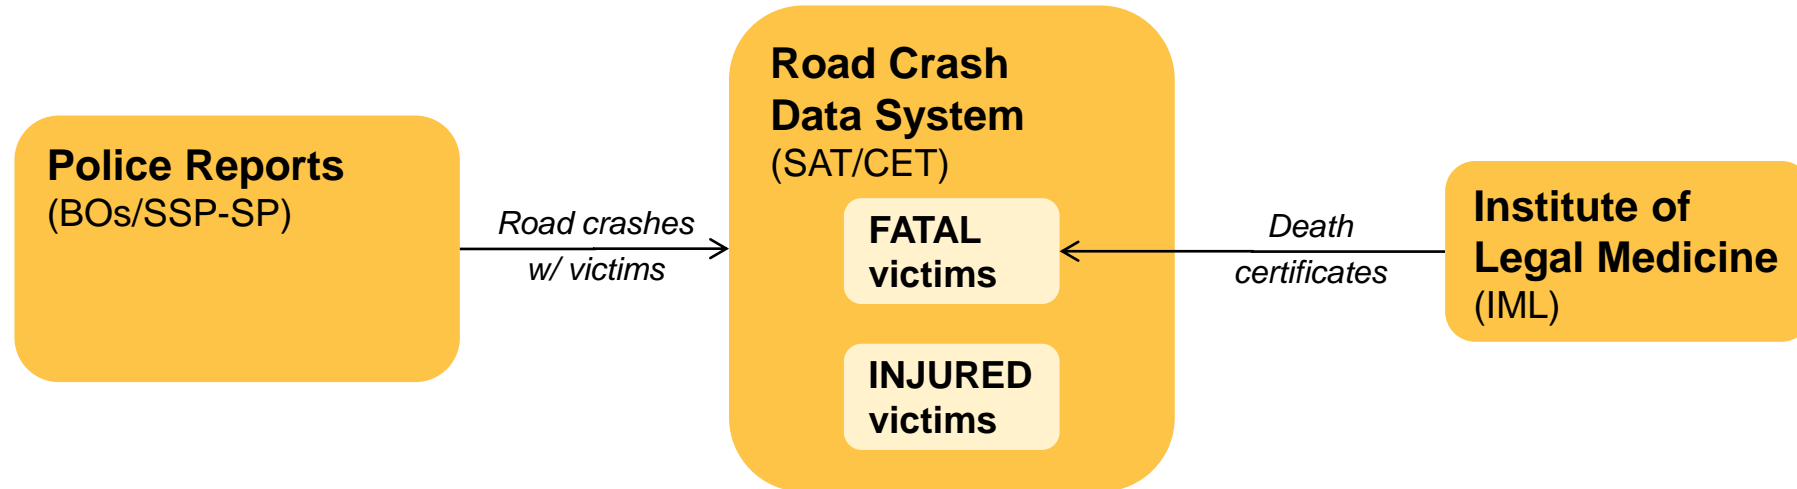 Police Reports
(BOs/SSP-SP)
Road crashes
w/ victims
Road Crash
Data System
(SAT/CET)
FATAL
victims
INJURED
victims
Death
certificates
Institute of
Legal Medicine
(IML)